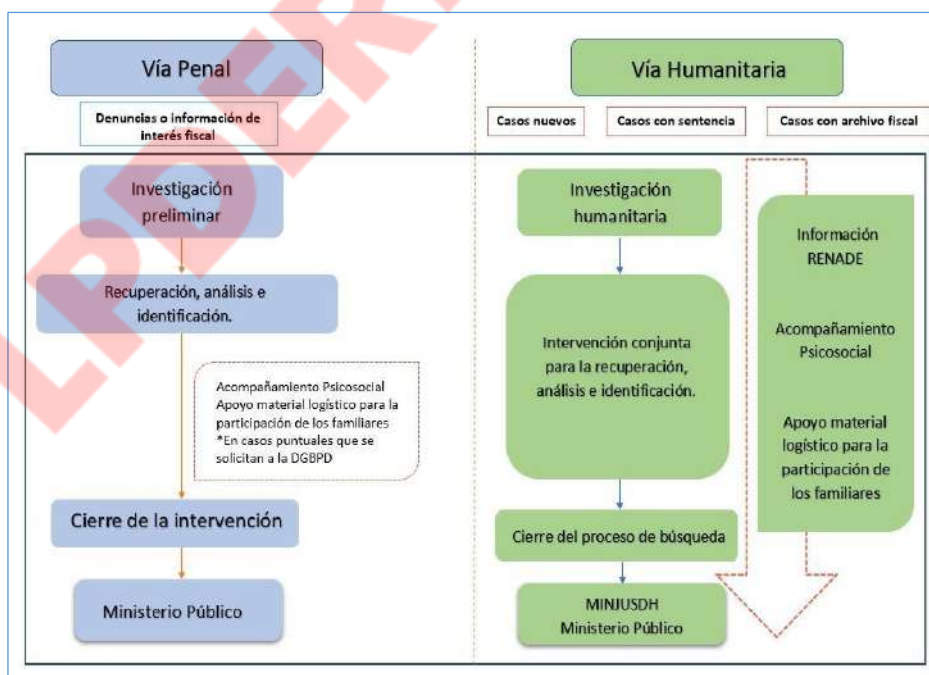 Vía Penal
Denuncias o información de
interés fiscal
Investigación
preliminar
Recuperación, análisis e
identificación.
Acompañamiento Psicosocial
Apoyo material logístico para la
participación de los familiares
*En casos puntuales que se
solicitan a la DGBPD
Cierre de la intervención
Ministerio Público
Vía Humanitaria
Casos nuevos
Casos con sentencia
Casos con archivo fiscal
Investigación
humanitaria
Intervención conjunta
para la recuperación,
análisis e identificación.
Cierre del proceso de búsqueda
MINJUSDH
Ministerio Público
Información
RENADE
Acompañamiento
Psicosocial
Apoyo material
logístico para la
participación de
los familiares